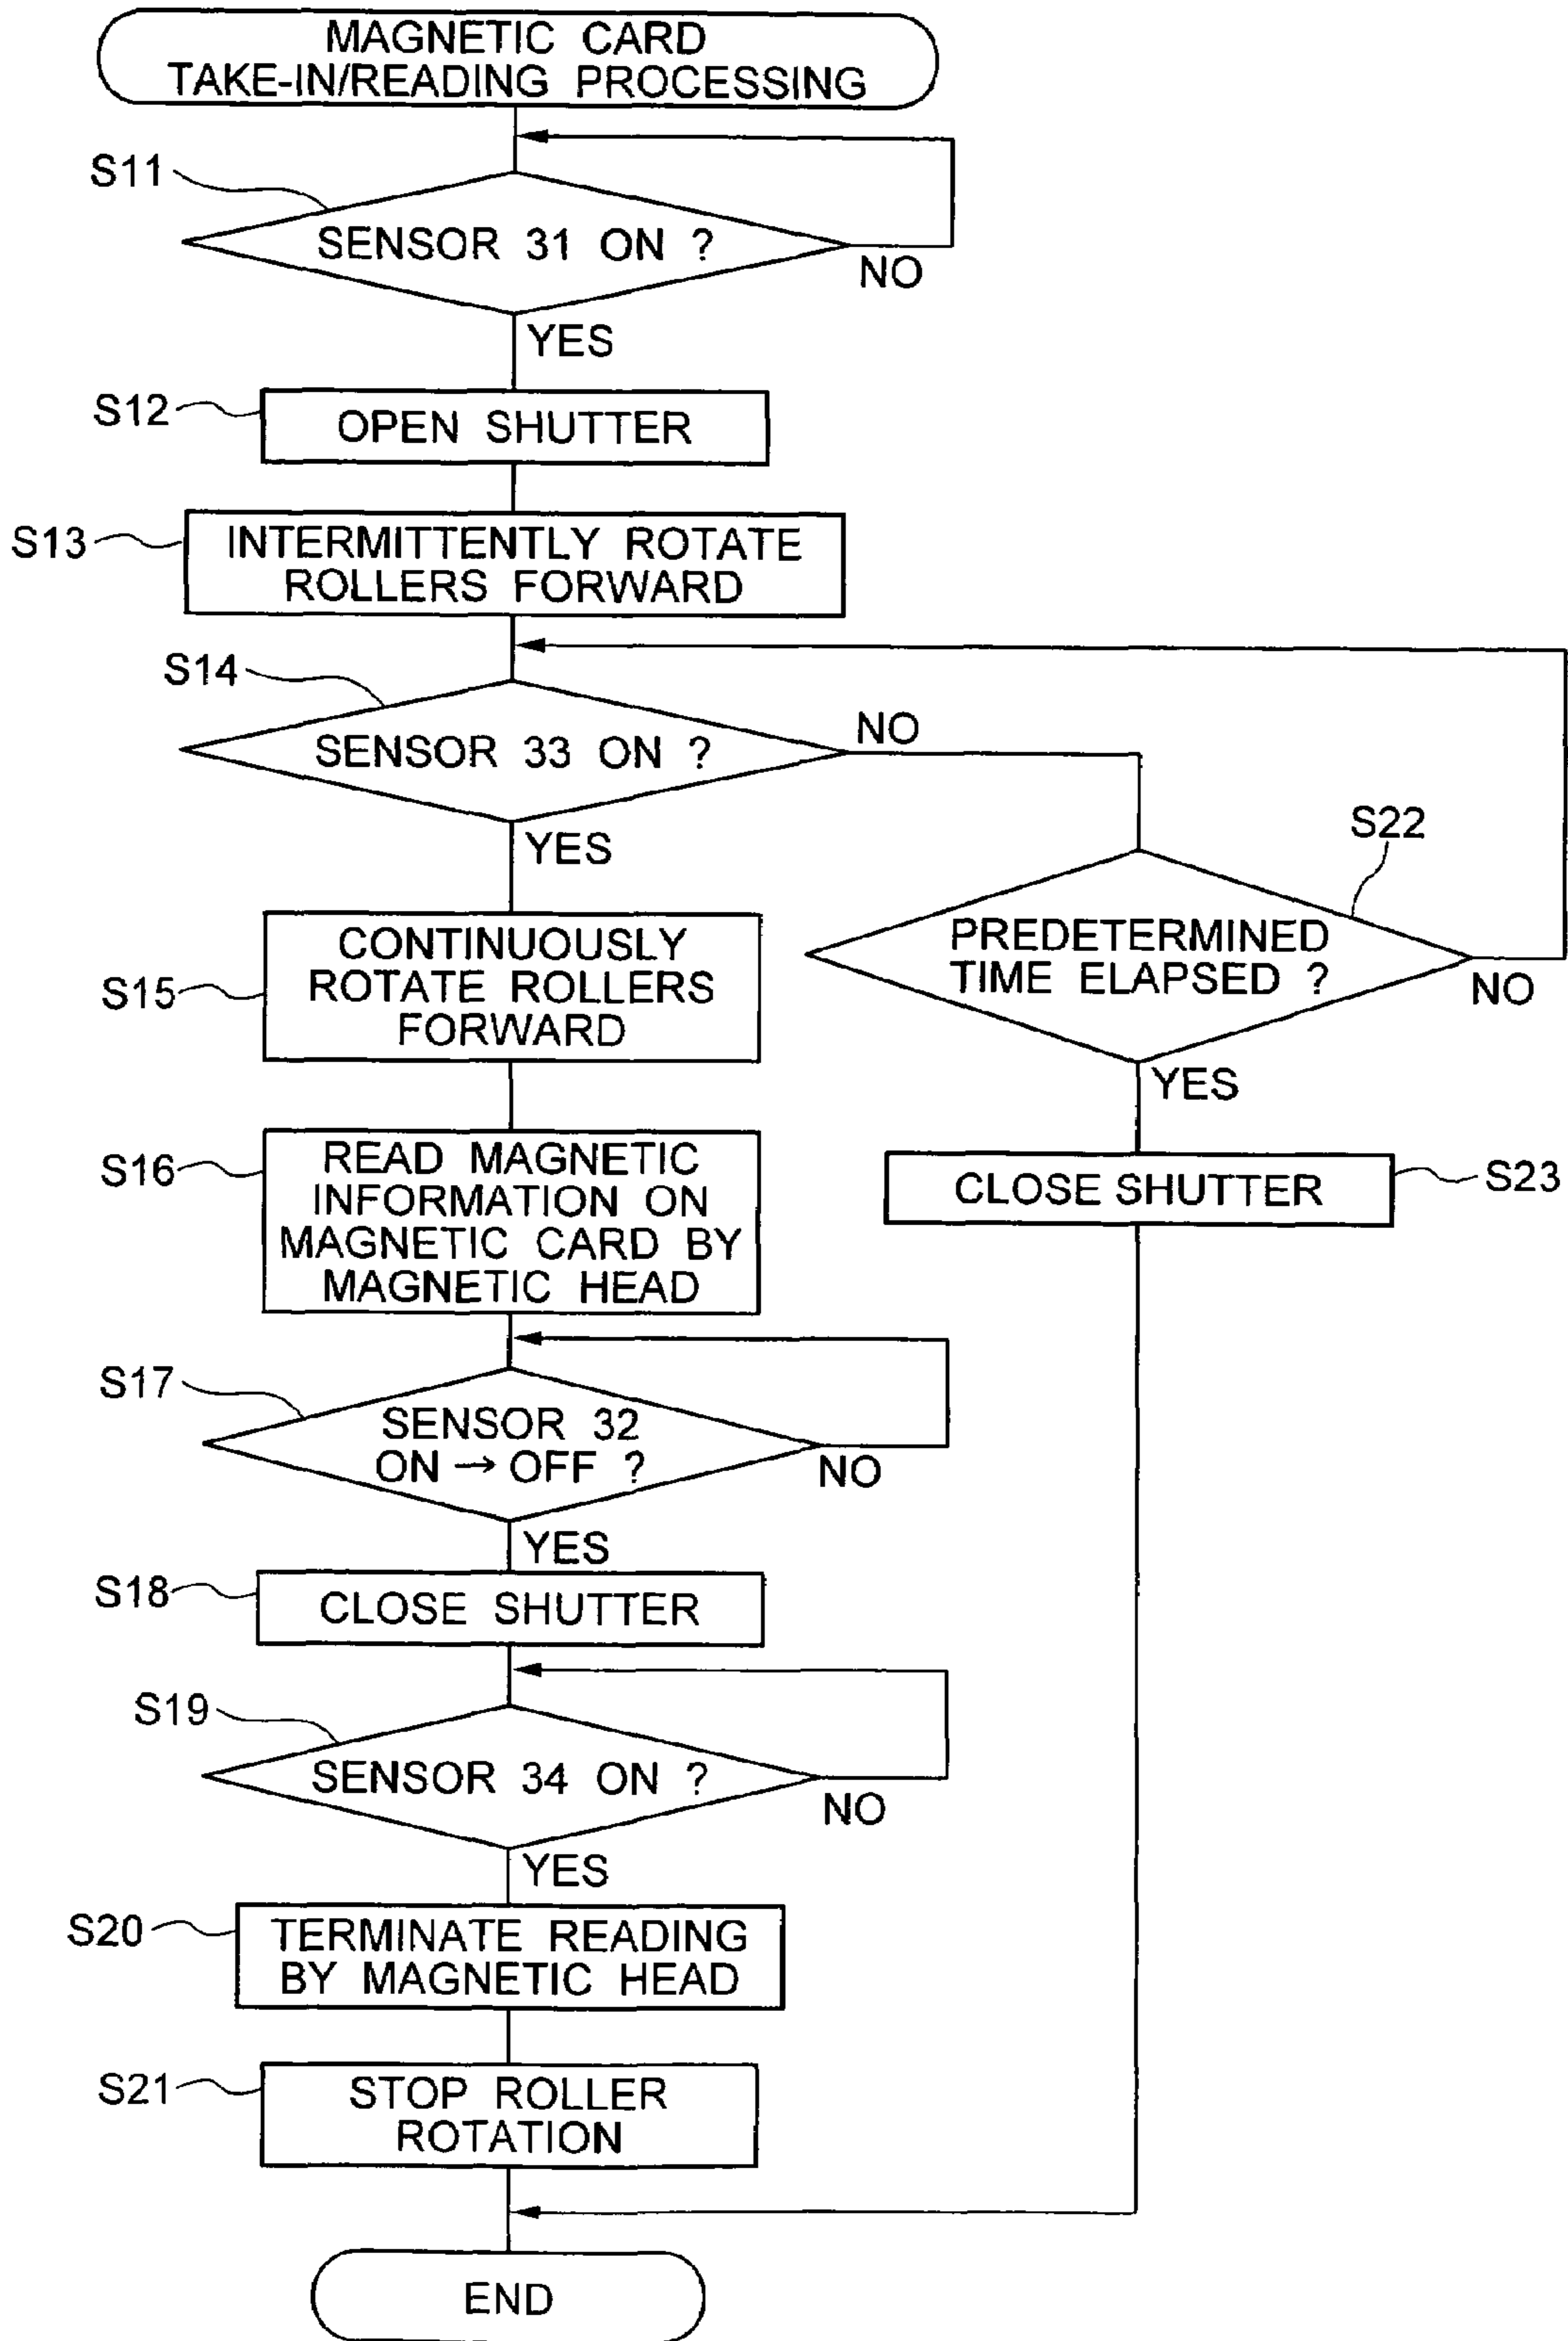 MAGNETIC CARD
TAKE-IN/READING PROCESSING
S11
SENSOR 31 ON ?
NO
YES
S12
OPEN SHUTTER
S13
INTERMITTENTLY ROTATE
ROLLERS FORWARD
S14
SENSOR 33 ON ?
NO
YES
S22
PREDETERMINED
TIME ELAPSED ?
NO
YES
S15
CONTINUOUSLY
ROTATE ROLLERS
FORWARD
S16
READ MAGNETIC
INFORMATION ON
MAGNETIC CARD BY
MAGNETIC HEAD
CLOSE SHUTTER
S23
S17
SENSOR 32
ON → OFF ?
NO
YES
S18
CLOSE SHUTTER
S19
SENSOR 34 ON ?
NO
YES
S20
TERMINATE READING
BY MAGNETIC HEAD
S21
STOP ROLLER
ROTATION
END